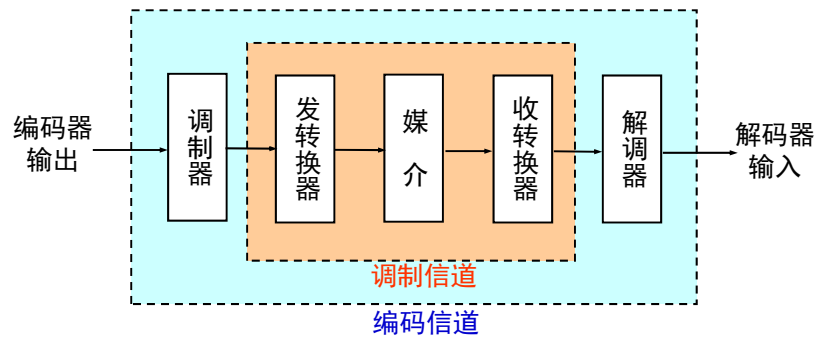 编码器
输出
调制器
发转换器
媒介
收转换器
解调器
解码器
输入
调制信道
编码信道